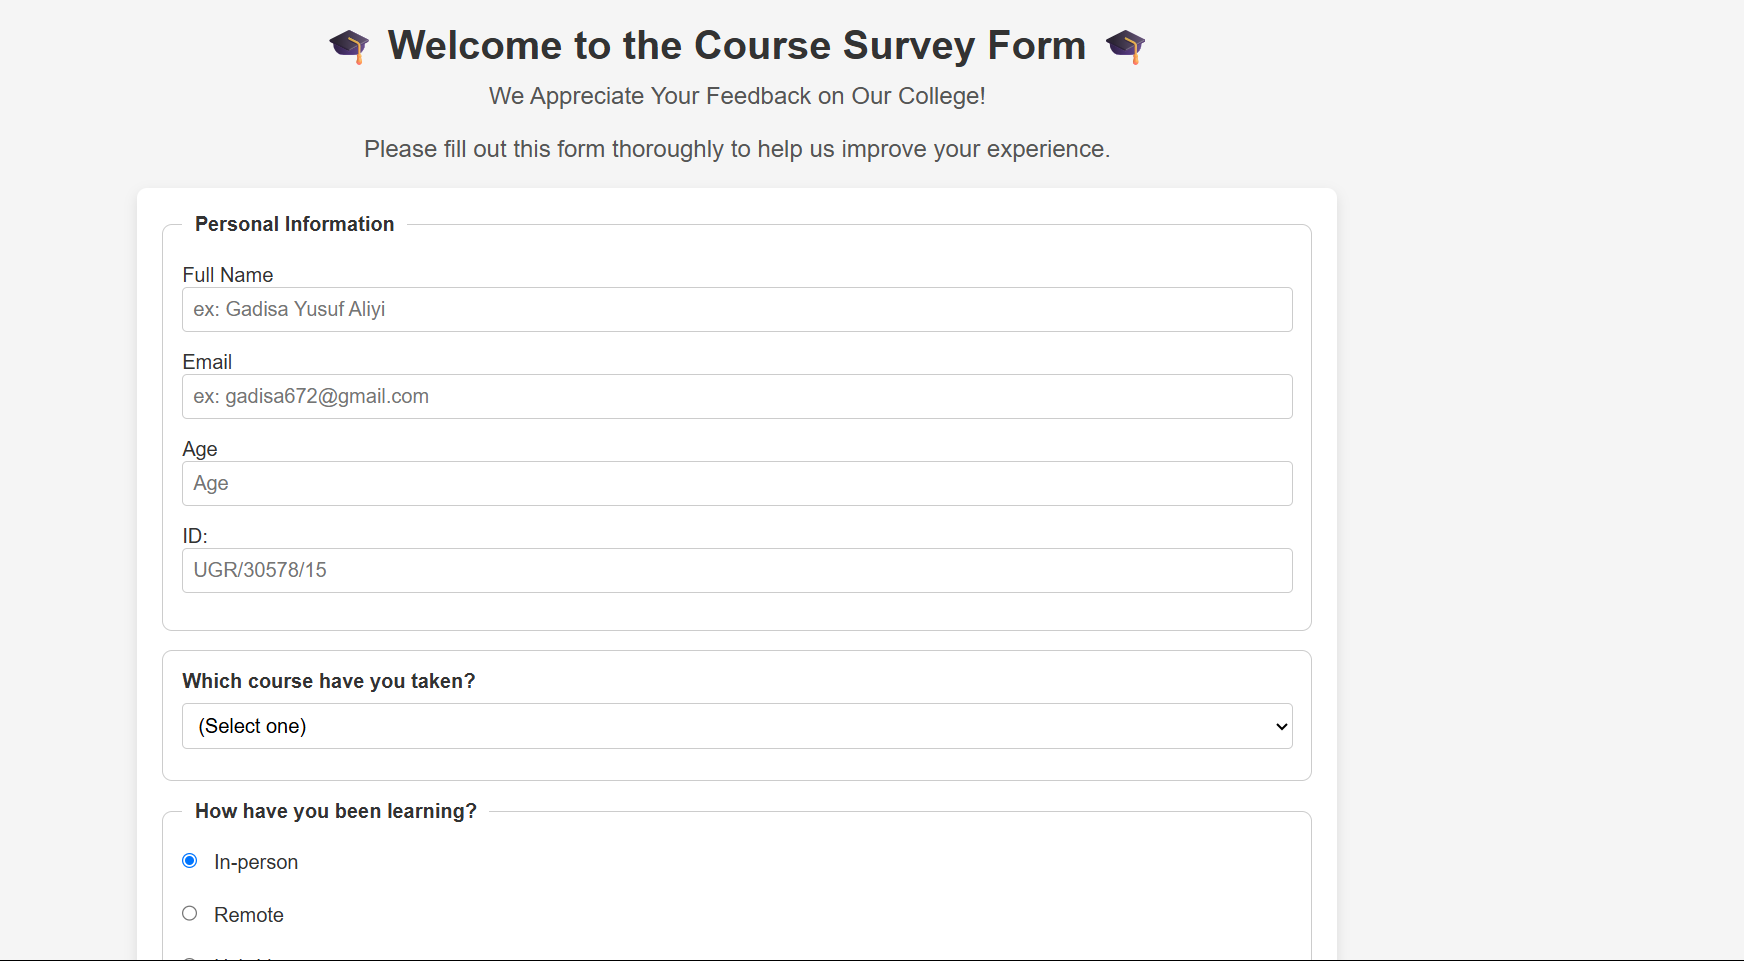 🎓 Welcome to the Course Survey Form 🎓
We Appreciate Your Feedback on Our College!
Please fill out this form thoroughly to help us improve your experience.
Personal Information
Full Name
ex: Gadisa Yusuf Aliyi
Email
ex: gadisa672@gmail.com
Age
Age
ID:
UGR/30578/15
Which course have you taken?
(Select one)
How have you been learning?
In-person
Remote